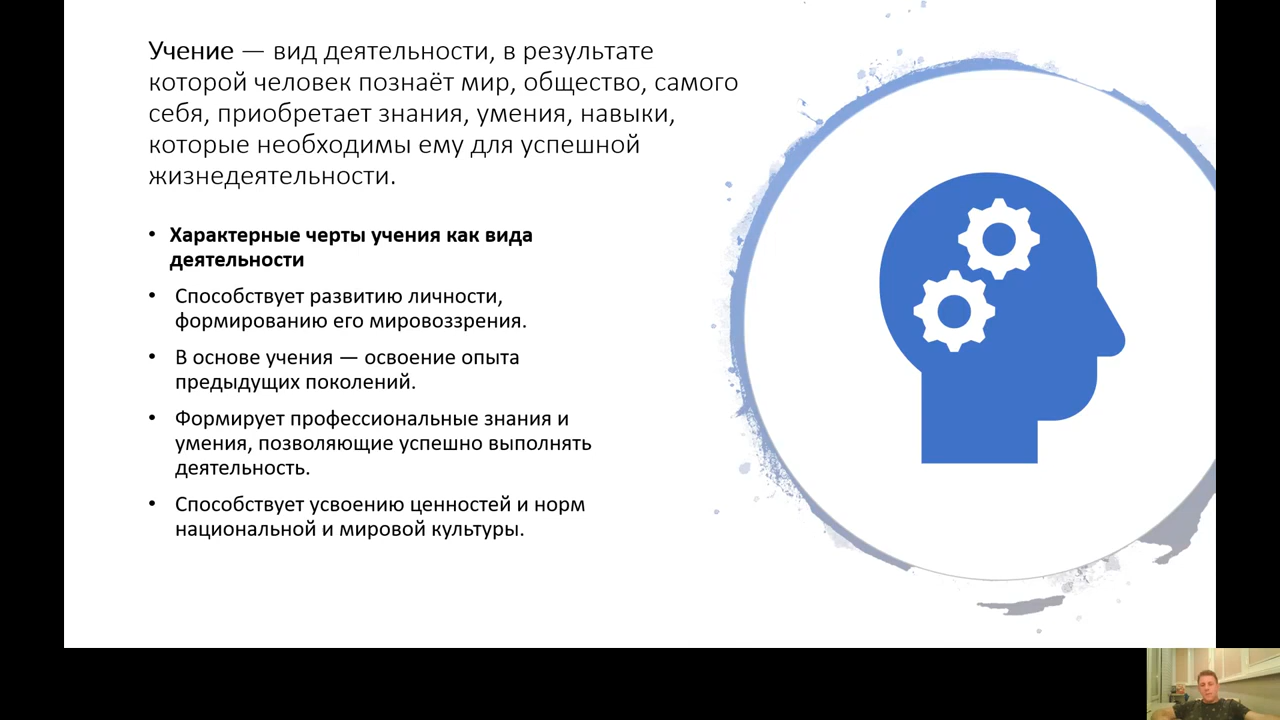 Учение — вид деятельности, в результате
которой человек познаёт мир, общество, самого
себя, приобретает знания, умения, навыки,
которые необходимы ему для успешной
жизнедеятельности.
• Характерные черты учения как вида
деятельности
• Способствует развитию личности,
формированию его мировоззрения.
• В основе учения — освоение опыта
предыдущих поколений.
• Формирует профессиональные знания и
умения, позволяющие успешно выполнять
деятельность.
• Способствует усвоению ценностей и норм
национальной и мировой культуры.